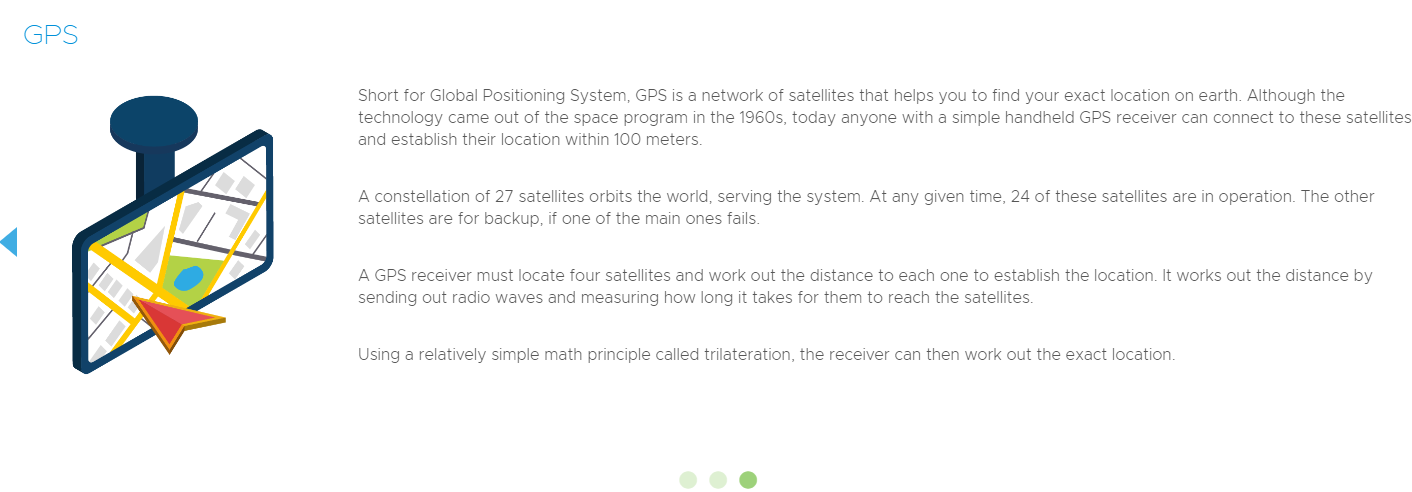 GPS
Short for Global Positioning System, GPS is a network of satellites that helps you to find your exact location on earth. Although the
technology came out of the space program in the 1960s, today anyone with a simple handheld GPS receiver can connect to these satellites
and establish their location within 100 meters.
A constellation of 27 satellites orbits the world, serving the system. At any given time, 24 of these satellites are in operation. The other
satellites are for backup, if one of the main ones fails.
A GPS receiver must locate four satellites and work out the distance to each one to establish the location. It works out the distance by
sending out radio waves and measuring how long it takes for them to reach the satellites.
Using a relatively simple math principle called trilateration, the receiver can then work out the exact location.